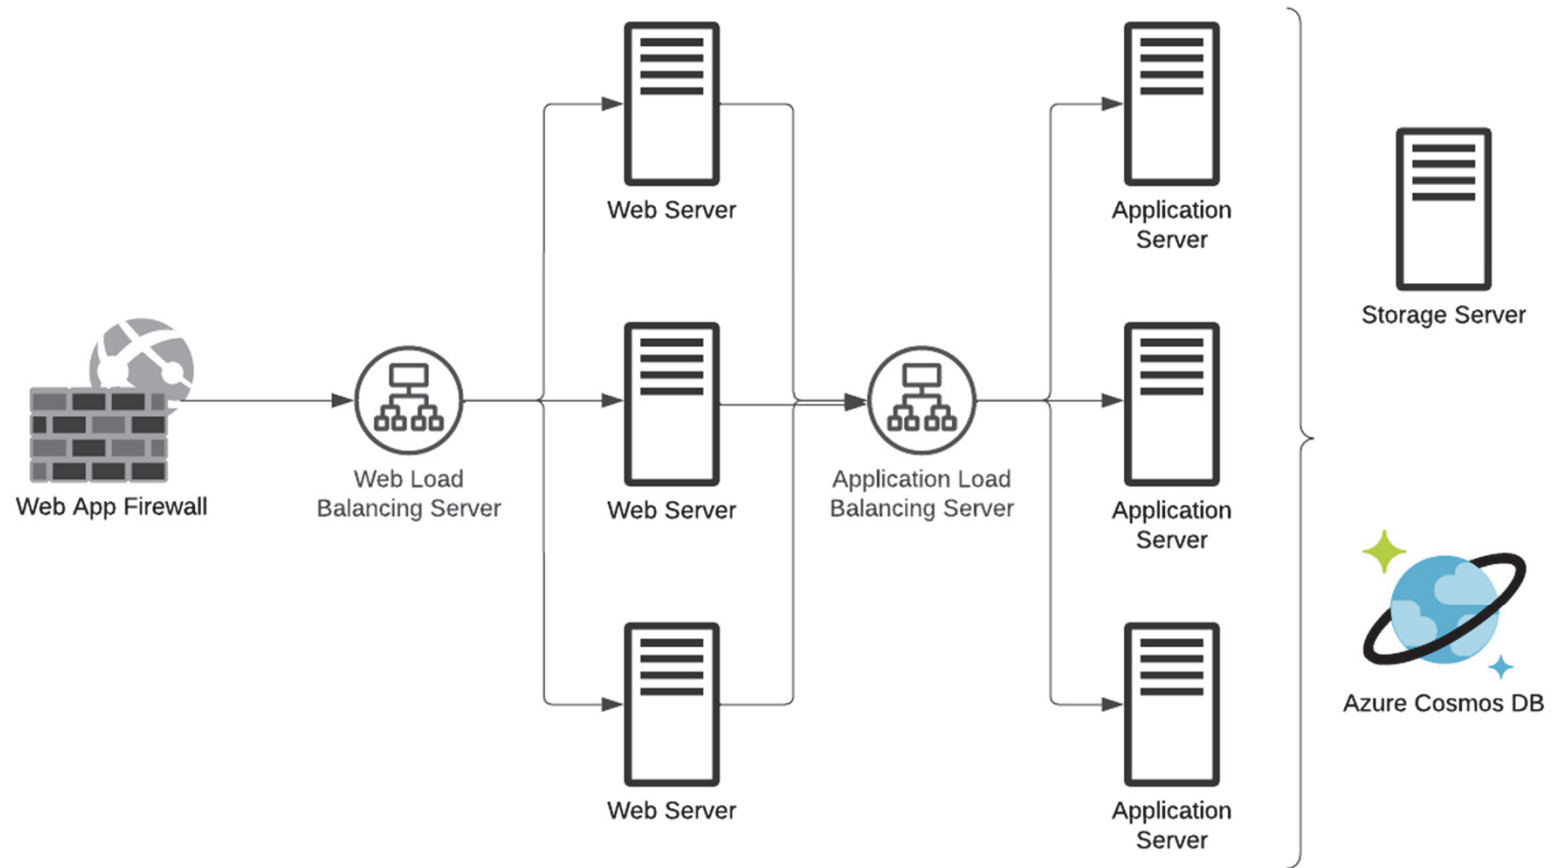 Web App Firewall
Web Load
Balancing Server
Web Server
Web Server
Web Server
Application Load
Balancing Server
Application
Server
Application
Server
Application
Server
Storage Server
Azure Cosmos DB